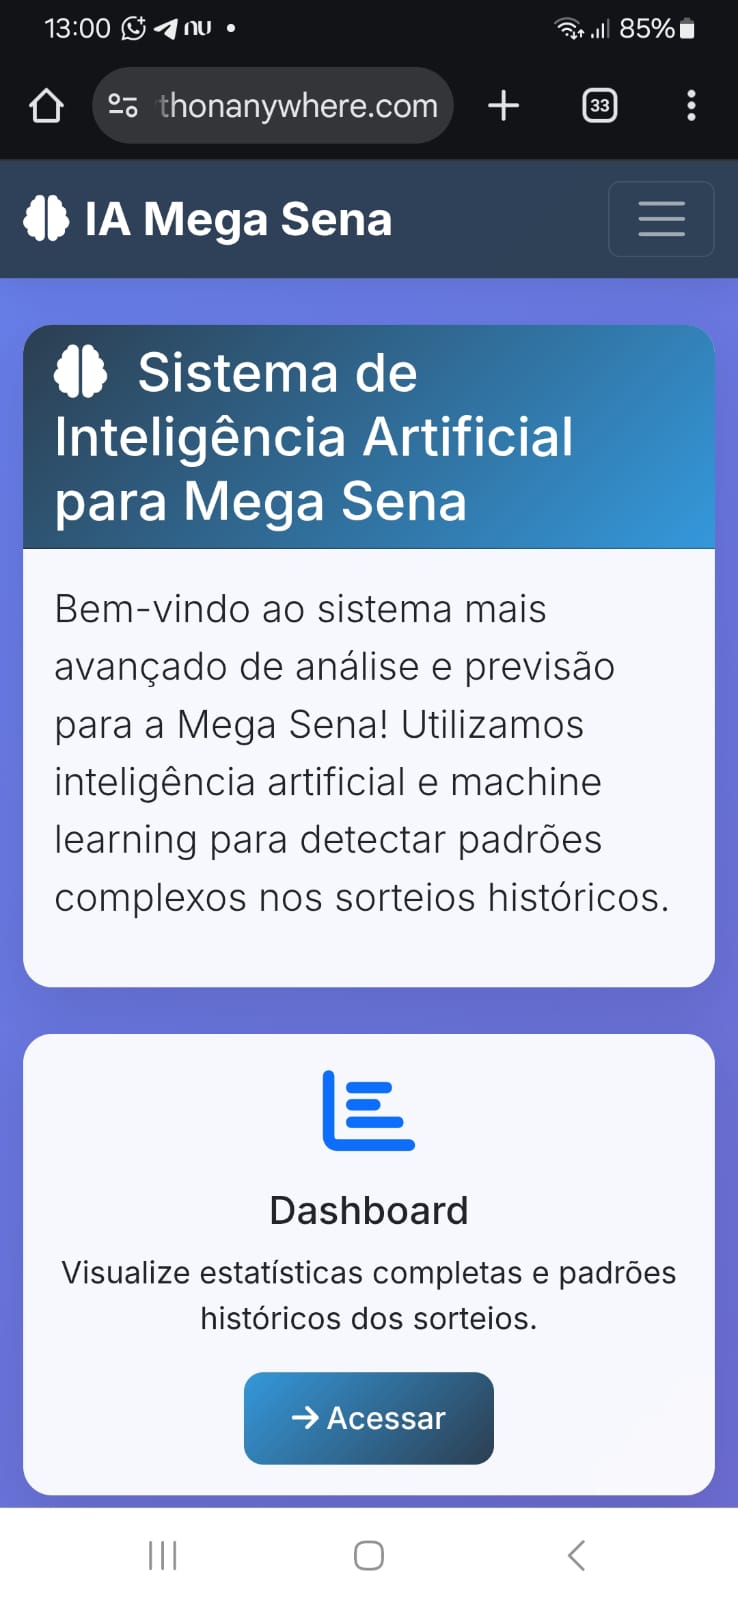 13:00 nu
85%
thonanywhere.com
33
IA Mega Sena
Sistema de
Inteligência Artificial
para Mega Sena
Bem-vindo ao sistema mais
avançado de análise e previsão
para a Mega Sena! Utilizamos
inteligência artificial e machine
learning para detectar padrões
complexos nos sorteios históricos.
Dashboard
Visualize estatísticas completas e padrões
históricos dos sorteios.
→ Acessar